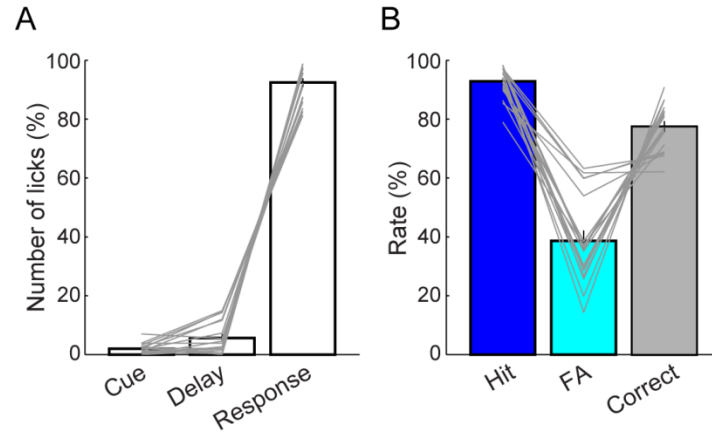 A
Number of licks (%)
100
80
60
40
20
0
Cue
Delay
Response
B
Rate (%)
100
80
60
40
20
0
Hit
FA
Correct